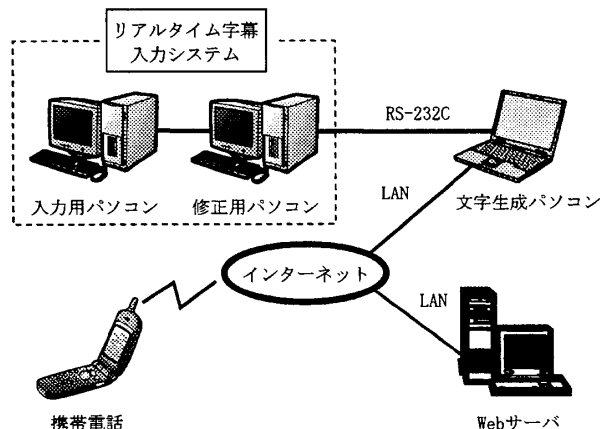 リアルタイム字幕
入力システム
RS-232C
入力用パソコン
修正用パソコン
LAN
文字生成パソコン
インターネット
LAN
携帯電話
Webサーバ